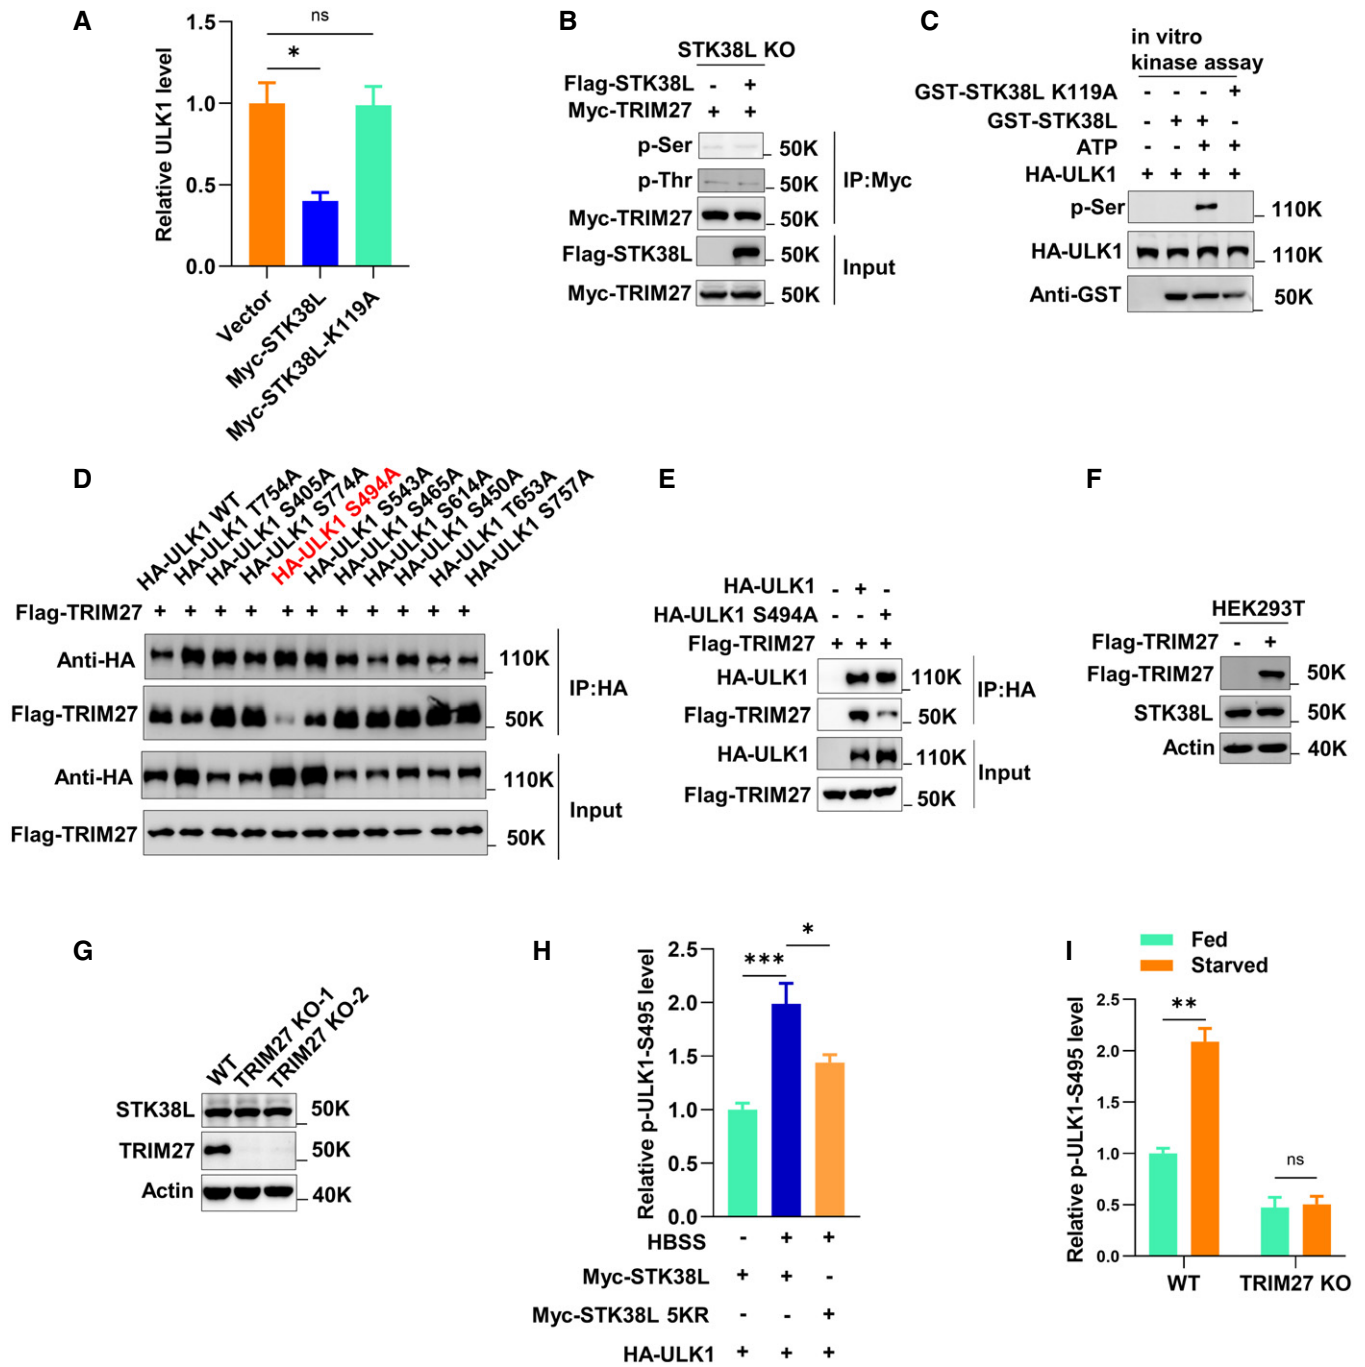 A
Relative ULK1 level
1.5
1.0
0.5
0.0
ns
*
Vector
Myc-STK38L
Myc-STK38L-K119A
B
STK38L KO
Flag-STK38L - +
Myc-TRIM27 + +
p-Ser 50K
p-Thr 50K
Myc-TRIM27 50K
IP:Myc
Flag-STK38L 50K
Myc-TRIM27 50K
Input
C
in vitro
kinase assay
GST-STK38L K119A - - - +
GST-STK38L - + + -
ATP - - + +
HA-ULK1 + + + +
p-Ser 110K
HA-ULK1 110K
Anti-GST 50K
D
HA-ULK1 WT
HA-ULK1 T754A
HA-ULK1 S405A
HA-ULK1 S774A
HA-ULK1 S494A
HA-ULK1 S543A
HA-ULK1 S465A
HA-ULK1 S614A
HA-ULK1 S450A
HA-ULK1 T653A
HA-ULK1 S757A
Flag-TRIM27 + + + + + + + + + + +
Anti-HA 110K
Flag-TRIM27 50K
IP:HA
Anti-HA 110K
Flag-TRIM27 50K
Input
E
HA-ULK1 - + -
HA-ULK1 S494A - - +
Flag-TRIM27 + + +
HA-ULK1 110K
Flag-TRIM27 50K
IP:HA
HA-ULK1 110K
Flag-TRIM27 50K
Input
F
HEK293T
Flag-TRIM27 - +
Flag-TRIM27 50K
STK38L 50K
Actin 40K
G
WT
TRIM27 KO-1
TRIM27 KO-2
STK38L 50K
TRIM27 50K
Actin 40K
H
Relative p-ULK1-S495 level
2.5
2.0
1.5
1.0
0.5
0.0
***
*
HBSS - + +
Myc-STK38L + + -
Myc-STK38L 5KR - - +
HA-ULK1 + + +
I
Fed
Starved
Relative p-ULK1-S495 level
2.5
2.0
1.5
1.0
0.5
0.0
**
ns
WT
TRIM27 KO